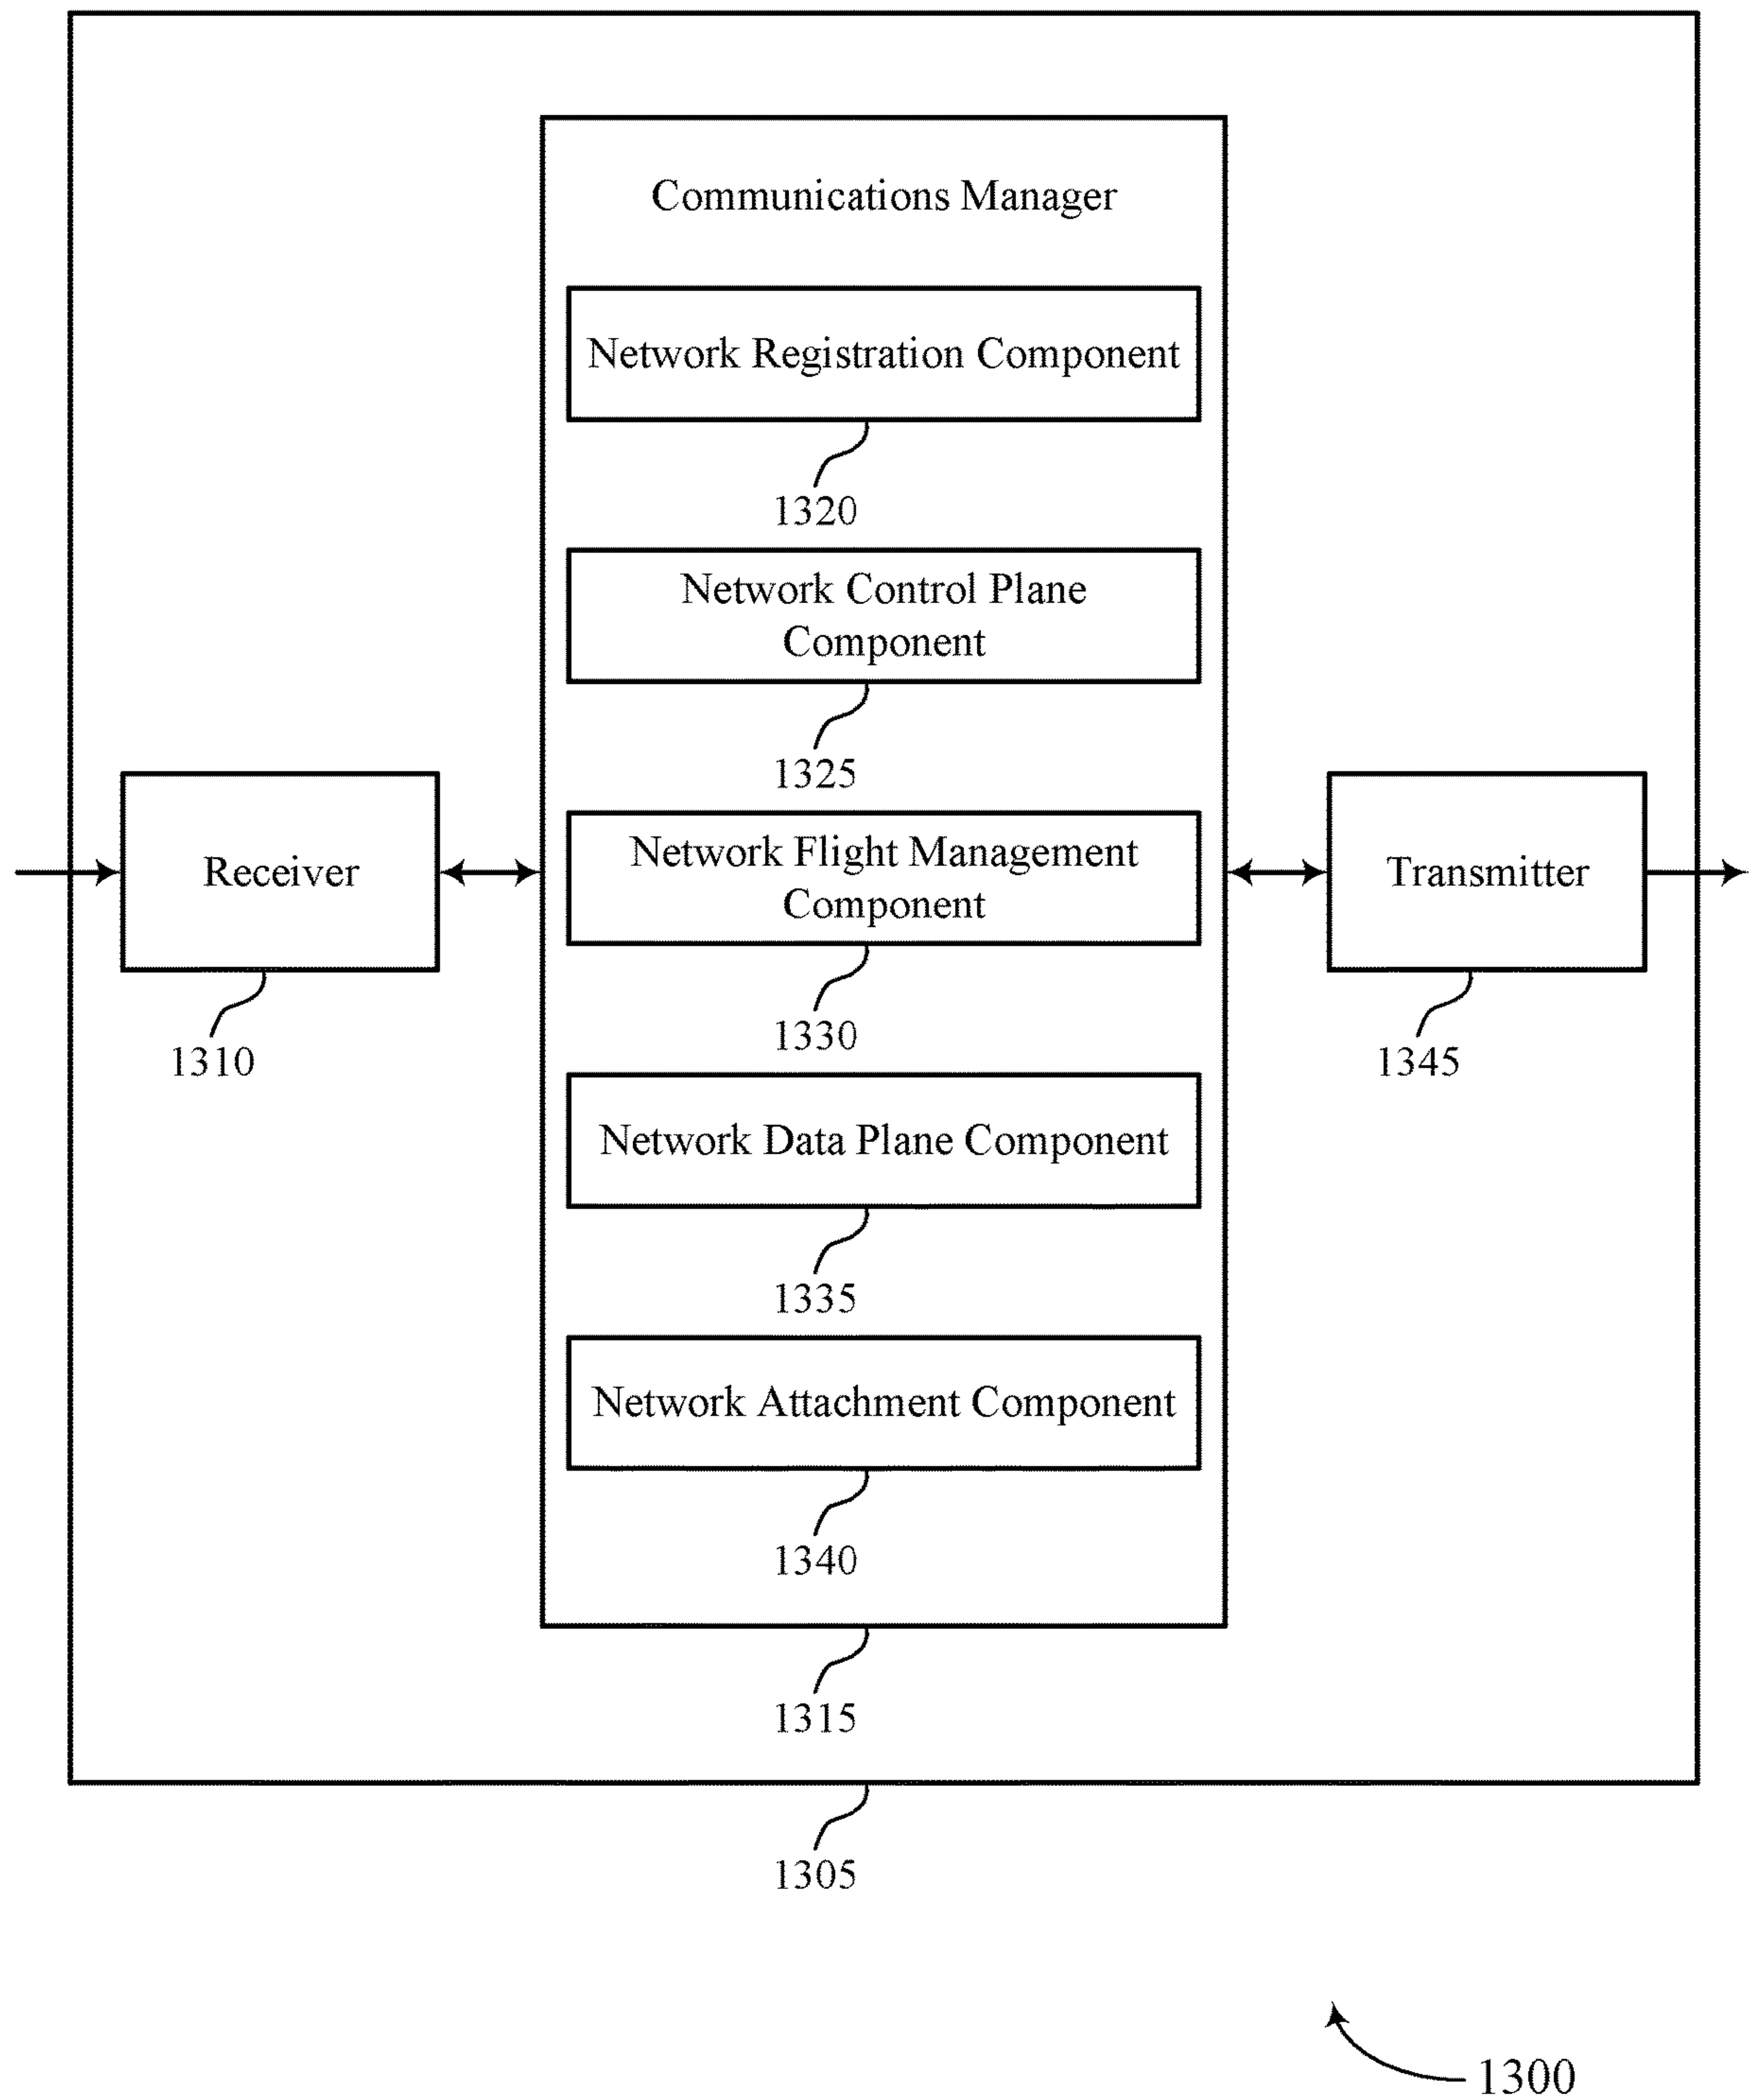 Communications Manager
Network Registration Component
1320
Network Control Plane
Component
1325
Receiver
1310
Network Flight Management
Component
1330
Transmitter
1345
Network Data Plane Component
1335
Network Attachment Component
1340
1315
1305
1300